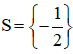 S = {-1/2}